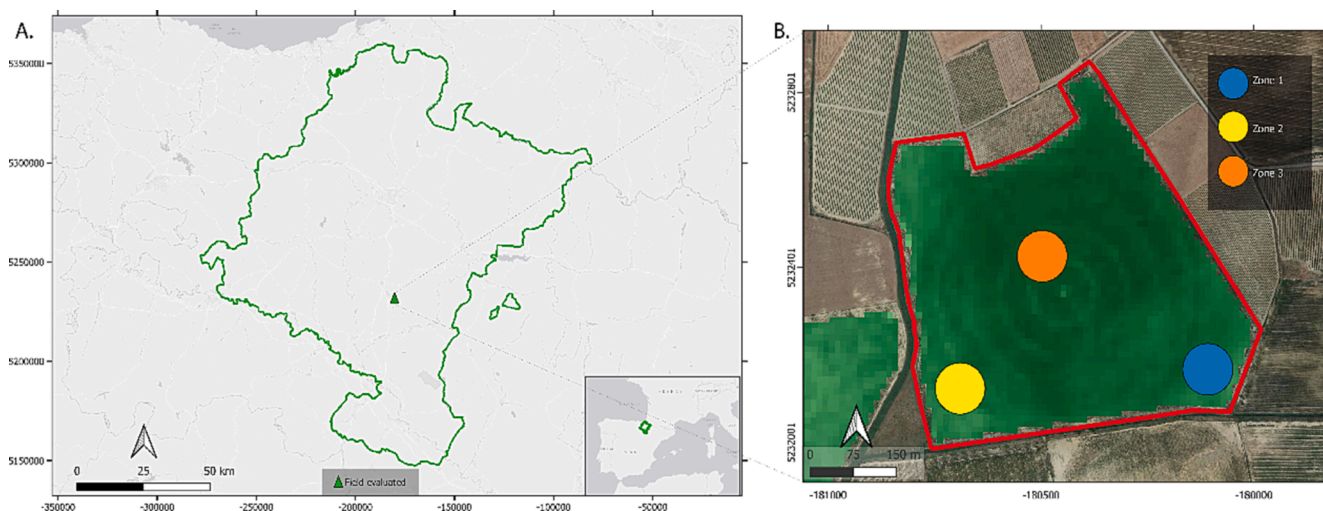 A.
5350000
5300000
5250000
5200000
5150000
0 25 50 km
Field evaluated
-350000 -300000 -250000 -200000 -150000 -100000 -50000
B.
Zone 1
Zone 2
Zone 3
5232801
5232401
5232001
0 75 150 m
-181000 -180500 -180000